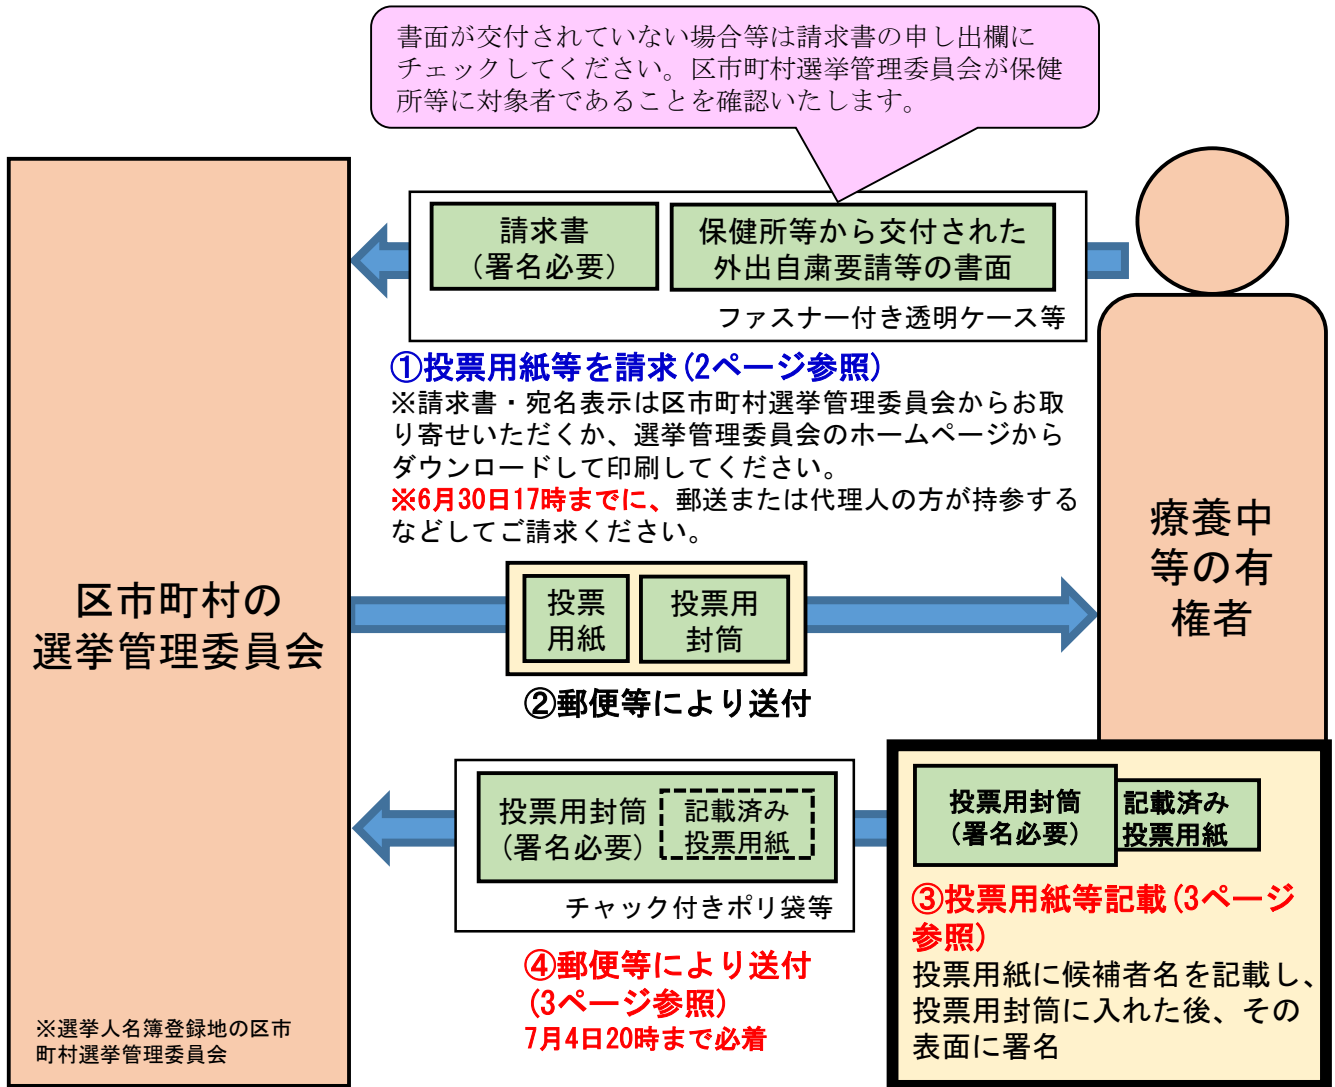 書面が交付されていない場合等は請求書の申し出欄に
チェックしてください。区市町村選挙管理委員会が保健
所等に対象者であることを確認いたします。
請求書
(署名必要)
保健所等から交付された
外出自粛要請等の書面
ファスナー付き透明ケース等
①投票用紙等を請求(2ページ参照)
※請求書・宛名表示は区市町村選挙管理委員会からお取
り寄せいただくか、選挙管理委員会のホームページから
ダウンロードして印刷してください。
※6月30日17時までに、郵送または代理人の方が持参する
などしてご請求ください。
区市町村の
選挙管理委員会
療養中
等の有
権者
投票
用紙
投票用
封筒
②郵便等により送付
投票用封筒
(署名必要)
記載済み
投票用紙
チャック付きポリ袋等
④郵便等により送付
(3ページ参照)
7月4日20時まで必着
投票用封筒
(署名必要)
記載済み
投票用紙
③投票用紙等記載(3ページ
参照)
投票用紙に候補者名を記載し、
投票用封筒に入れた後、その
表面に署名
※選挙人名簿登録地の区市
町村選挙管理委員会